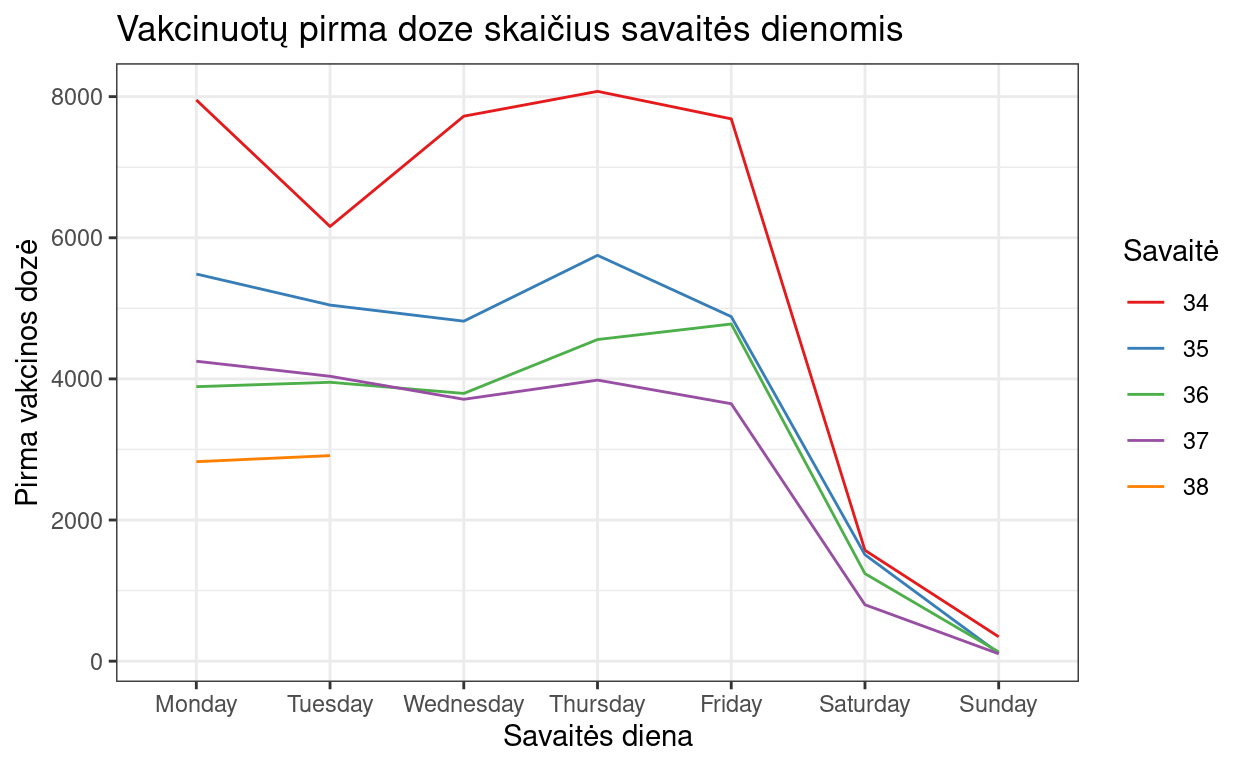 Vakcinuotų pirma doze skaičius savaitės dienomis
Pirma vakcinos dozė
8000
6000
4000
2000
0
Monday Tuesday Wednesday Thursday Friday Saturday Sunday
Savaitės diena
Savaitė
34
35
36
37
38